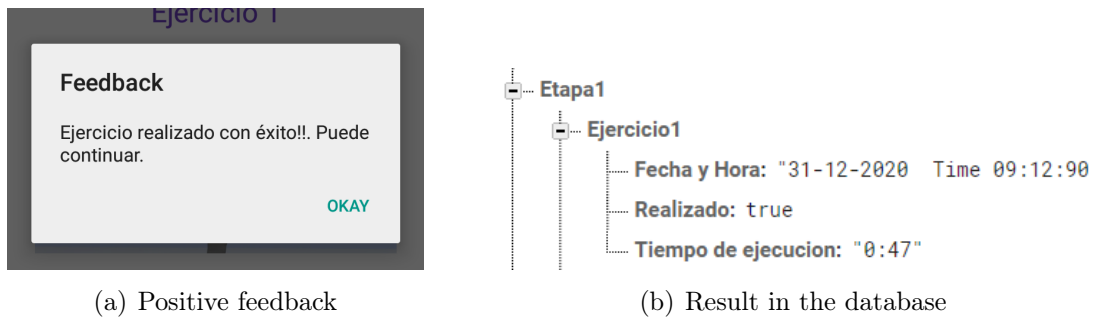 Ejercicio 1
Feedback
Ejercicio realizado con éxito!!. Puede
continuar.
OKAY
Etapa1
Ejercicio1
Fecha y Hora: "31-12-2020  Time 09:12:90
Realizado: true
Tiempo de ejecucion: "0:47"
(a) Positive feedback
(b) Result in the database